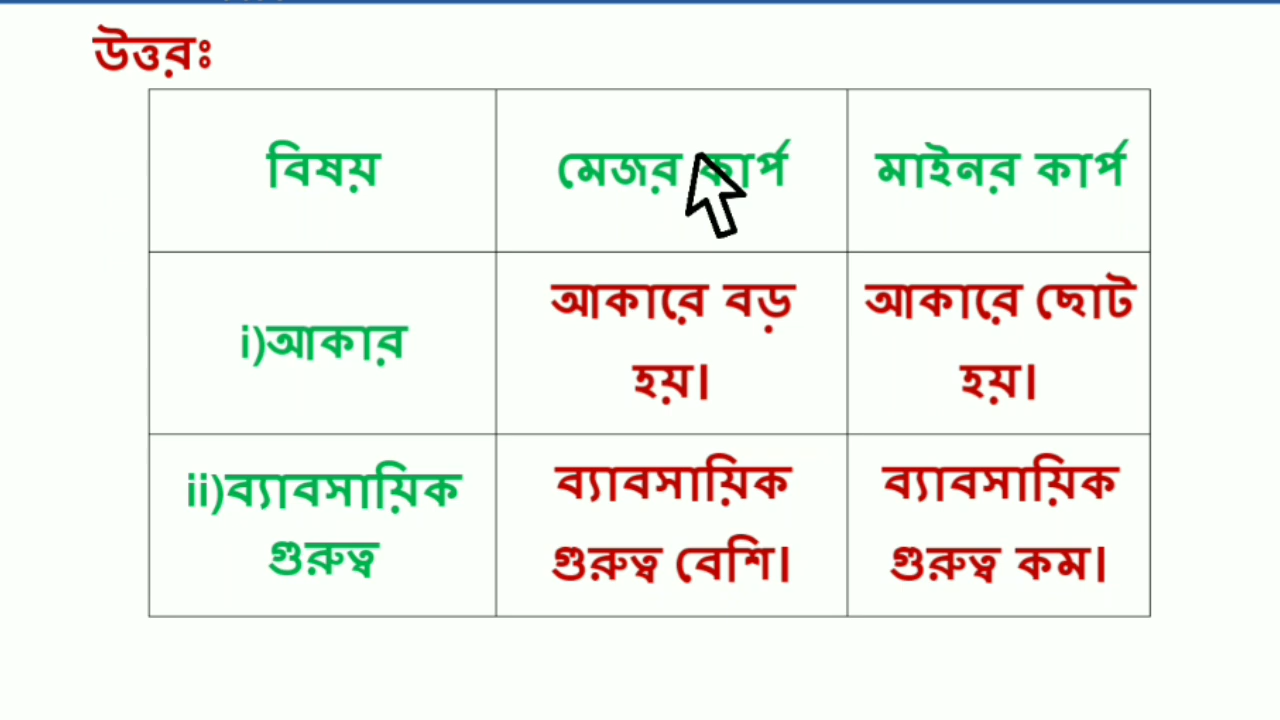 উত্তরঃ
বিষয় মেজর কার্প মাইনর কার্প
i)আকার
আকারে বড়
হয়।
আকারে ছোট
হয়।
ii)ব্যাবসায়িক
গুরুত্ব
ব্যাবসায়িক
গুরুত্ব বেশি।
ব্যাবসায়িক
গুরুত্ব কম।